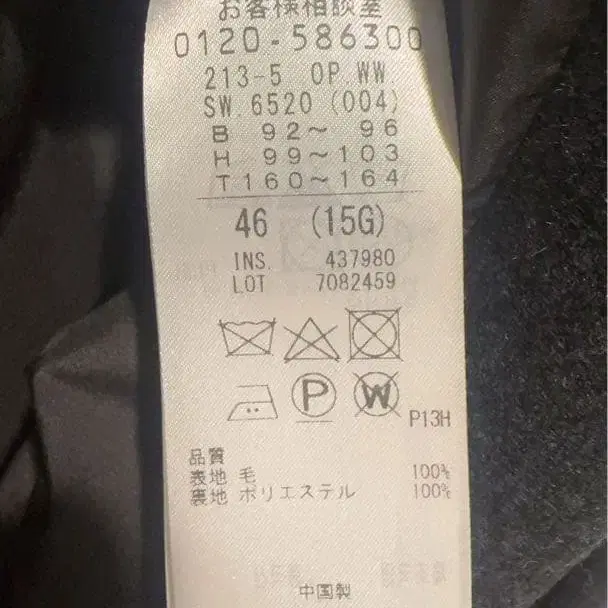 お客様相談室
0120-586300
213-5 OP.WW.
SW.6520 (004)
B 92～ 96
H 99～103
T160～164
46 (15G)
INS. 437980
LOT 7082459
P W
P13H
品質
表地 毛 100%
裏地 ポリエステル 100%
中国製